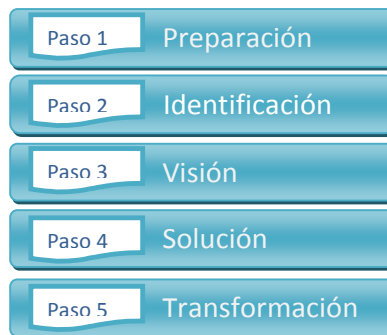 Paso 1 Preparación
Paso 2 Identificación
Paso 3 Visión
Paso 4 Solución
Paso 5 Transformación